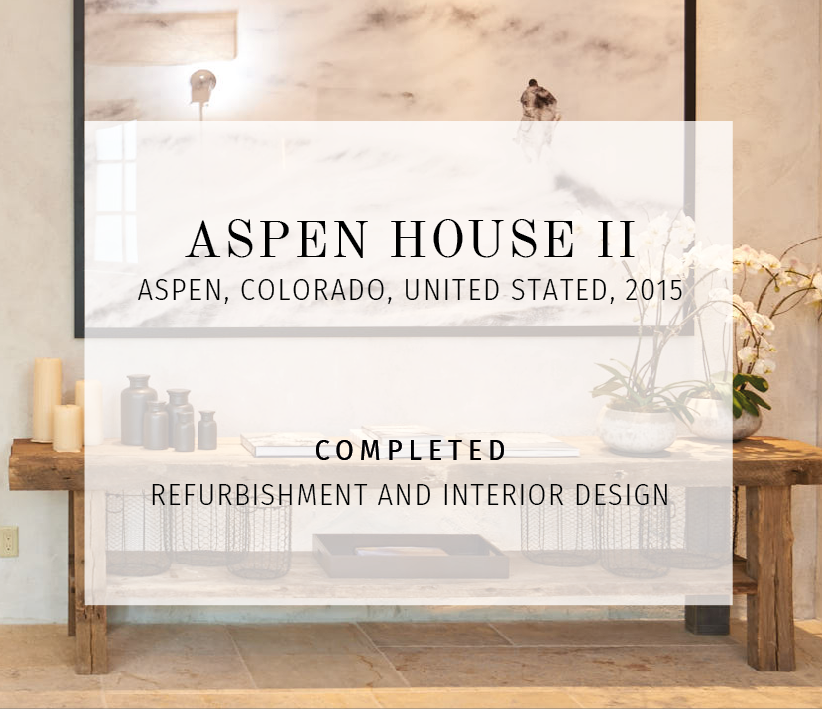 ASPEN HOUSE II
ASPEN, COLORADO, UNITED STATED, 2015
COMPLETED
REFURBISHMENT AND INTERIOR DESIGN